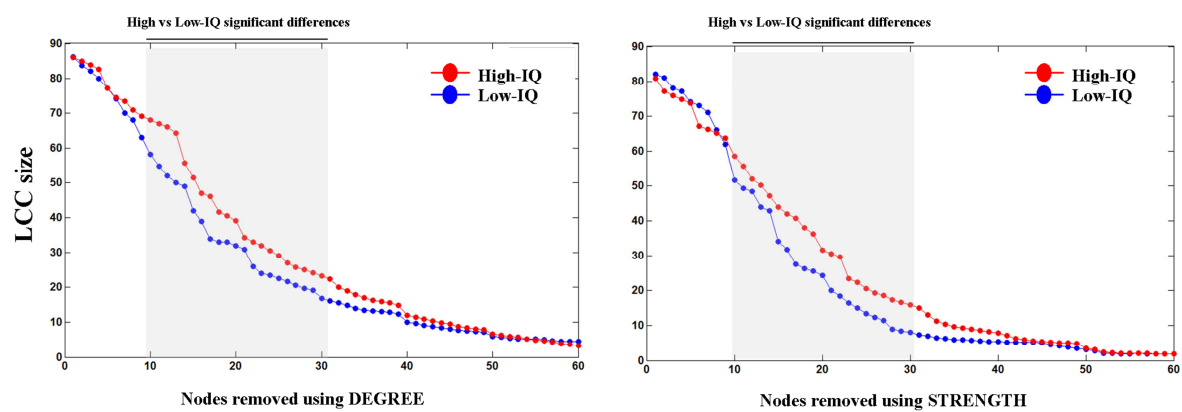 High vs Low-IQ significant differences
90
80
70
60
50
40
30
20
10
0
LCC size
High-IQ
Low-IQ
0 10 20 30 40 50 60
Nodes removed using DEGREE
High vs Low-IQ significant differences
90
80
70
60
50
40
30
20
10
0
High-IQ
Low-IQ
0 10 20 30 40 50 60
Nodes removed using STRENGTH